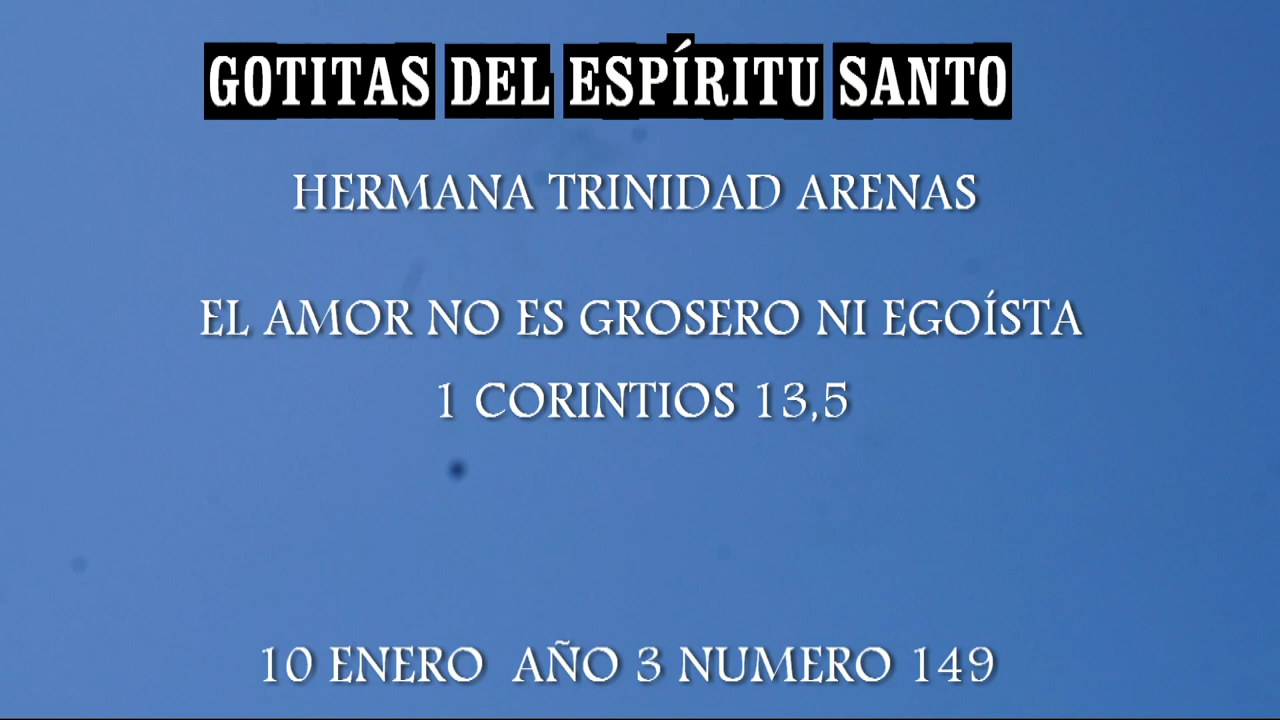 GOTITAS DEL ESPÍRITU SANTO
HERMANA TRINIDAD ARENAS
EL AMOR NO ES GROSERO NI EGOÍSTA
1 CORINTIOS 13,5
10 ENERO AÑO 3 NUMERO 149